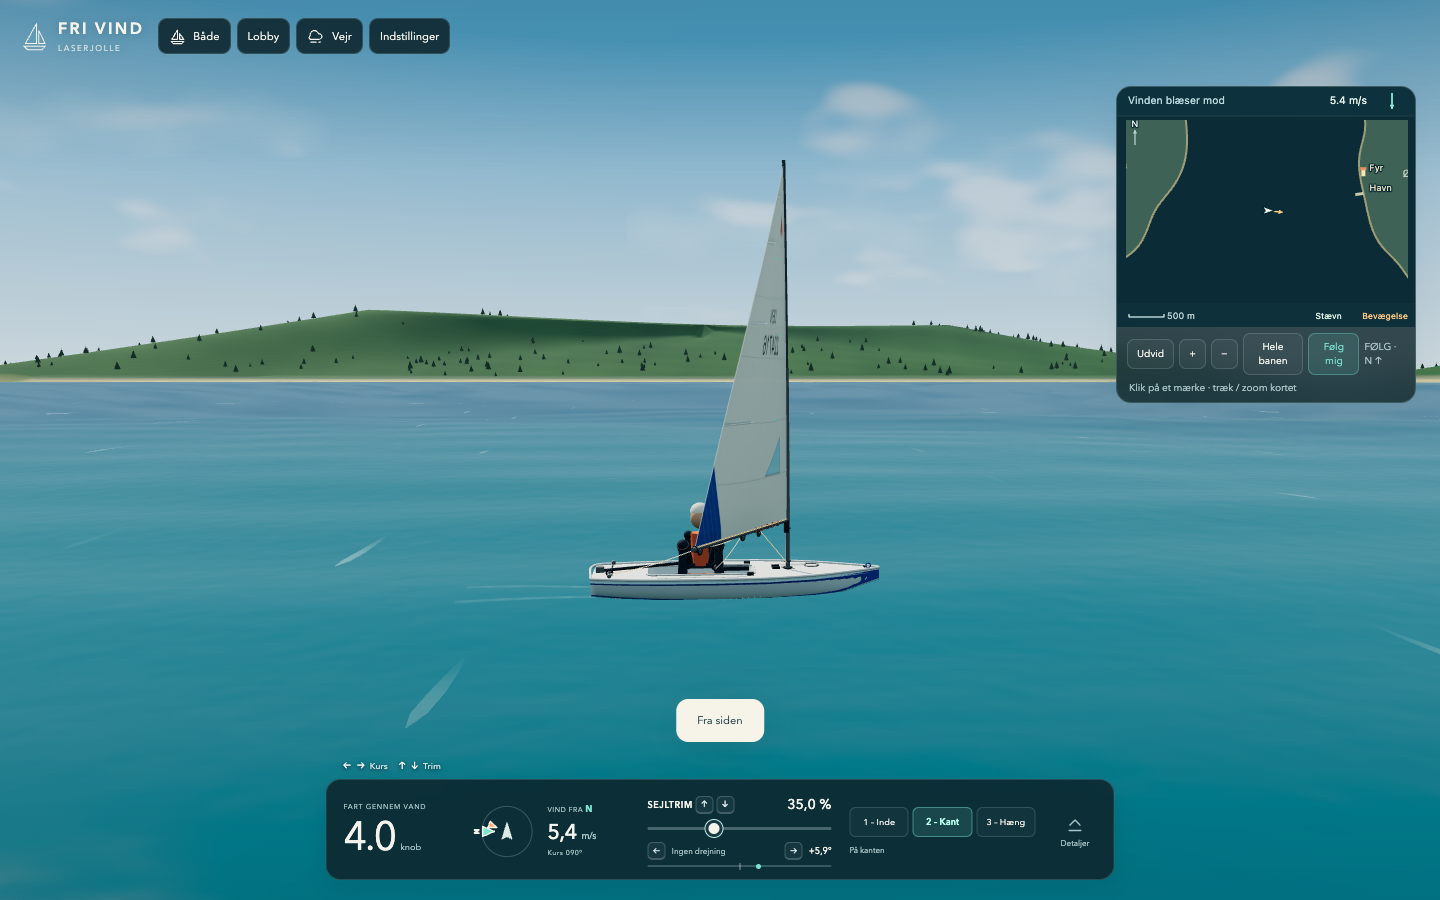 FRI VIND
LASERJOLLE
Både
Lobby
Vejr
Indstillinger
Vinden blæser mod
5.4 m/s
N
Fyr
Havn
500 m
Stævn
Bevægelse
Udvid
+
−
Hele banen
Følg mig
FØLG · N ↑
Klik på et mærke · træk / zoom kortet
Fra siden
← → Kurs ↑ ↓ Trim
FART GENNEM VAND
4.0 knob
N
VIND FRA N
5,4 m/s
Kurs 090°
SEJLTRIM ↑ ↓ 35,0 %
← Ingen drejning → +5,9°
1 – Inde
2 – Kant
3 – Hæng
På kanten
Detaljer